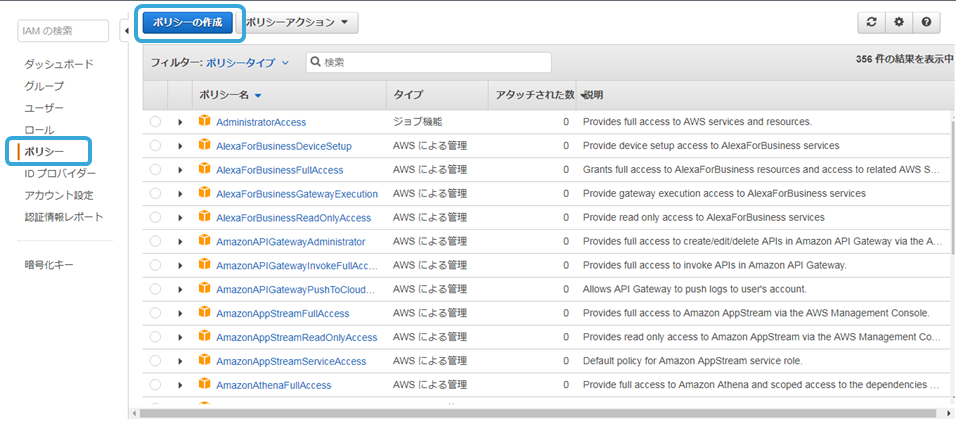 IAM の検索
ダッシュボード
グループ
ユーザー
ロール
ポリシー
ID プロバイダー
アカウント設定
認証情報レポート
暗号化キー
ポリシーの作成 ポリシーアクション
フィルター: ポリシータイプ 検索 356 件の結果を表示中
ポリシー名 タイプ アタッチされた数 説明
AdministratorAccess ジョブ機能 0 Provides full access to AWS services and resources.
AlexaForBusinessDeviceSetup AWS による管理 0 Provide device setup access to AlexaForBusiness services
AlexaForBusinessFullAccess AWS による管理 0 Grants full access to AlexaForBusiness resources and access to related AWS S...
AlexaForBusinessGatewayExecution AWS による管理 0 Provide gateway execution access to AlexaForBusiness services
AlexaForBusinessReadOnlyAccess AWS による管理 0 Provide read only access to AlexaForBusiness services
AmazonAPIGatewayAdministrator AWS による管理 0 Provides full access to create/edit/delete APIs in Amazon API Gateway via the A...
AmazonAPIGatewayInvokeFullAcc... AWS による管理 0 Provides full access to invoke APIs in Amazon API Gateway.
AmazonAPIGatewayPushToCloud... AWS による管理 0 Allows API Gateway to push logs to user's account.
AmazonAppStreamFullAccess AWS による管理 0 Provides full access to Amazon AppStream via the AWS Management Console.
AmazonAppStreamReadOnlyAccess AWS による管理 0 Provides read only access to Amazon AppStream via the AWS Management Co...
AmazonAppStreamServiceAccess AWS による管理 0 Default policy for Amazon AppStream service role.
AmazonAthenaFullAccess AWS による管理 0 Provide full access to Amazon Athena and scoped access to the dependencies ...